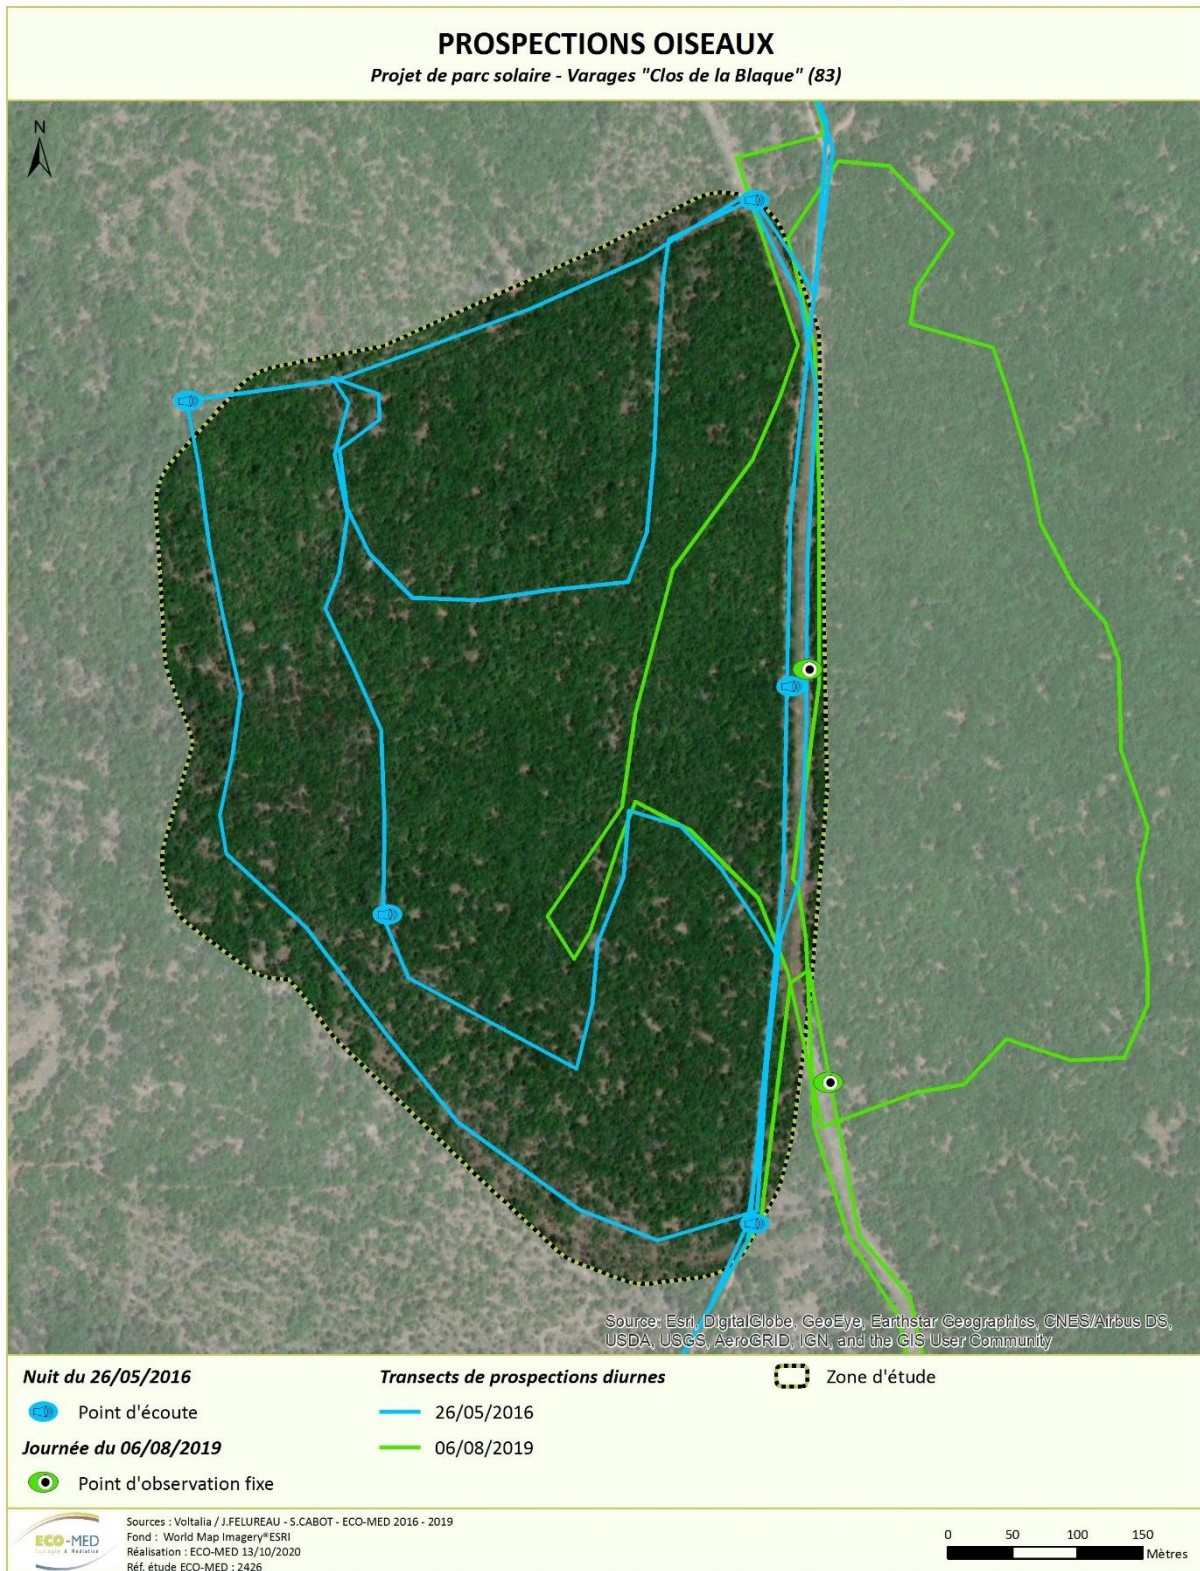 PROSPECTIONS OISEAUX
Projet de parc solaire - Varages "Clos de la Blaque" (83)
N
Source: Esri, DigitalGlobe, GeoEye, Earthstar Geographics, CNES/Airbus DS,
USDA, USGS, AeroGRID, IGN, and the GIS User Community
Nuit du 26/05/2016
Point d'écoute
Journée du 06/08/2019
Point d'observation fixe
Transects de prospections diurnes
26/05/2016
06/08/2019
Zone d'étude
ECO-MED
Ecologie & Médiation
Sources : Voltalia / J.FELUREAU - S.CABOT - ECO-MED 2016 - 2019
Fond : World Map Imagery®ESRI
Réalisation : ECO-MED 13/10/2020
Réf. étude ECO-MED : 2426
0 50 100 150
Mètres